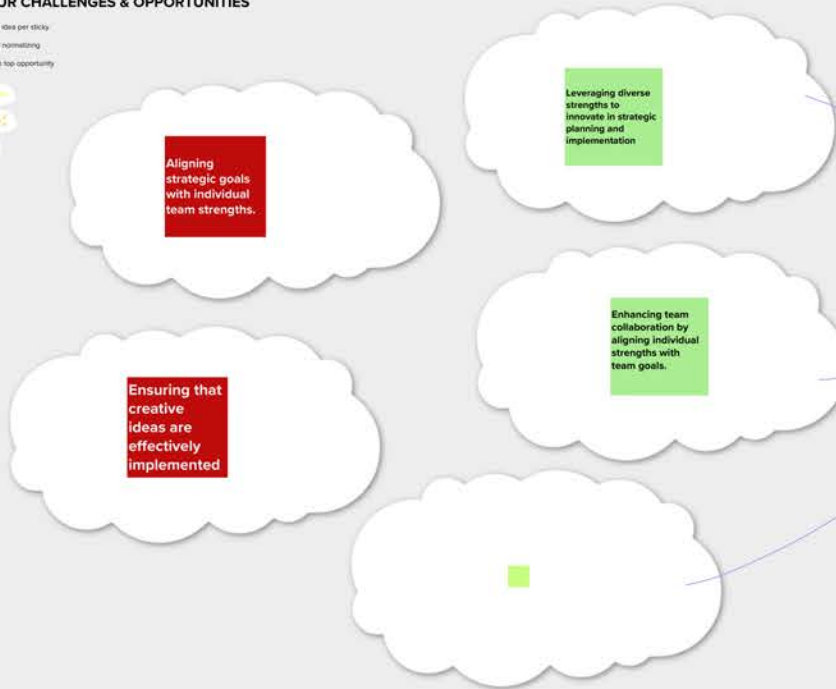 UR CHALLENGES & OPPORTUNITIES
idea per sticky
normalizing
top opportunity
Aligning
strategic goals
with individual
team strengths.
Leveraging diverse
strengths to
innovate in strategic
planning and
implementation
Enhancing team
collaboration by
aligning individual
strengths with
team goals.
Ensuring that
creative
ideas are
effectively
implemented